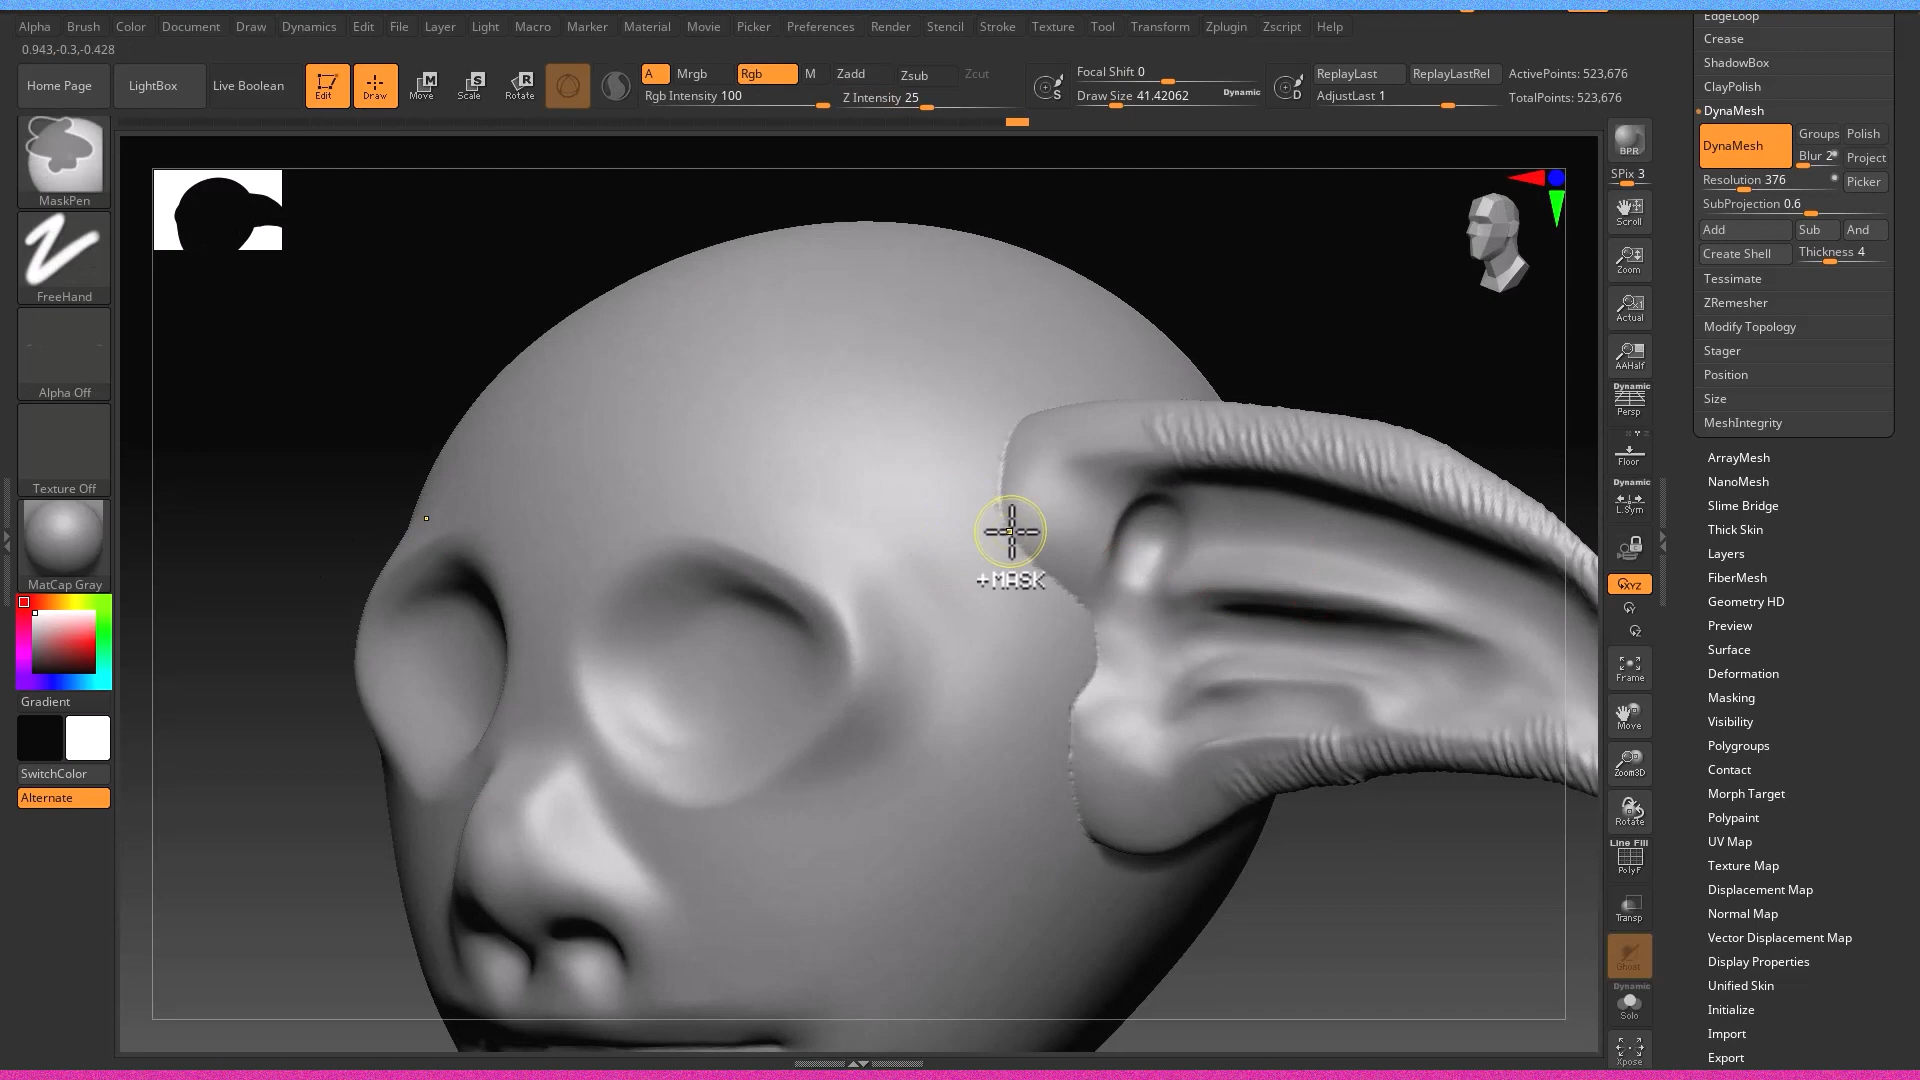 Alpha Brush Color Document Draw Dynamics Edit File Layer Light Macro Marker Material Movie Picker Preferences Render Stencil Stroke Texture Tool Transform Zplugin Zscript Help
0.943,-0.3,-0.428
Home Page
LightBox
Live Boolean
Edit
Draw
Move
Scale
Rotate
A
Mrgb
Rgb
M
Zadd
Zsub
Zcut
Rgb Intensity 100
Z Intensity 25
S
Focal Shift 0
Draw Size 41.42062
Dynamic
D
ReplayLast
ReplayLastRel
AdjustLast 1
ActivePoints: 523,676
TotalPoints: 523,676
MaskPen
FreeHand
Alpha Off
Texture Off
MatCap Gray
Gradient
SwitchColor
Alternate
+MASK
BPR
SPix 3
Scroll
Zoom
Actual
AAHalf
Dynamic
Persp
Floor
Dynamic
L.Sym
XYZ
Y
Z
Frame
Move
Zoom3D
Rotate
Line Fill
PolyF
Transp
Ghost
Dynamic
Solo
Xpose
EdgeLoop
Crease
ShadowBox
ClayPolish
DynaMesh
DynaMesh
Groups
Polish
Blur 2
Project
Resolution 376
Picker
SubProjection 0.6
Add
Sub
And
Create Shell
Thickness 4
Tessimate
ZRemesher
Modify Topology
Stager
Position
Size
MeshIntegrity
ArrayMesh
NanoMesh
Slime Bridge
Thick Skin
Layers
FiberMesh
Geometry HD
Preview
Surface
Deformation
Masking
Visibility
Polygroups
Contact
Morph Target
Polypaint
UV Map
Texture Map
Displacement Map
Normal Map
Vector Displacement Map
Display Properties
Unified Skin
Initialize
Import
Export